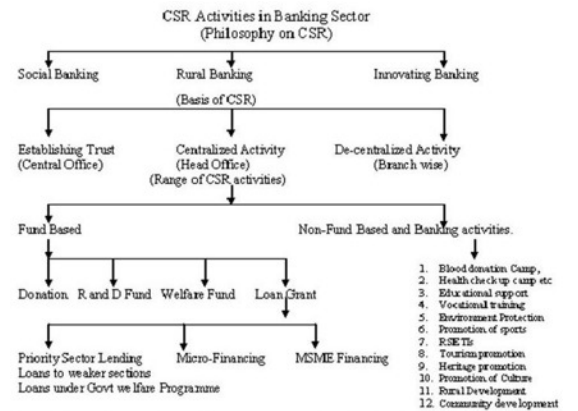 CSR Activities in Banking Sector
(Philosophy on CSR)
Social Banking Rural Banking Innovating Banking
(Basis of CSR)
Establishing Trust Centralized Activity De-centralized Activity
(Central Office) (Head Office) (Branch wise)
(Range of CSR activities)
Fund Based Non-Fund Based and Banking activities.
Donation R and D Fund Welfare Fund Loan Grant
Priority Sector Lending Micro-Financing MSME Financing
Loans to weaker sections
Loans under Govt welfare Programme
1. Blood donation Camp,
2. Health check up camp etc
3. Educational support
4. Vocational training
5. Environment Protection
6. Promotion of sports
7. RSETIs
8. Tourism promotion
9. Heritage promotion
10. Promotion of Culture
11. Rural Development
12. Community development